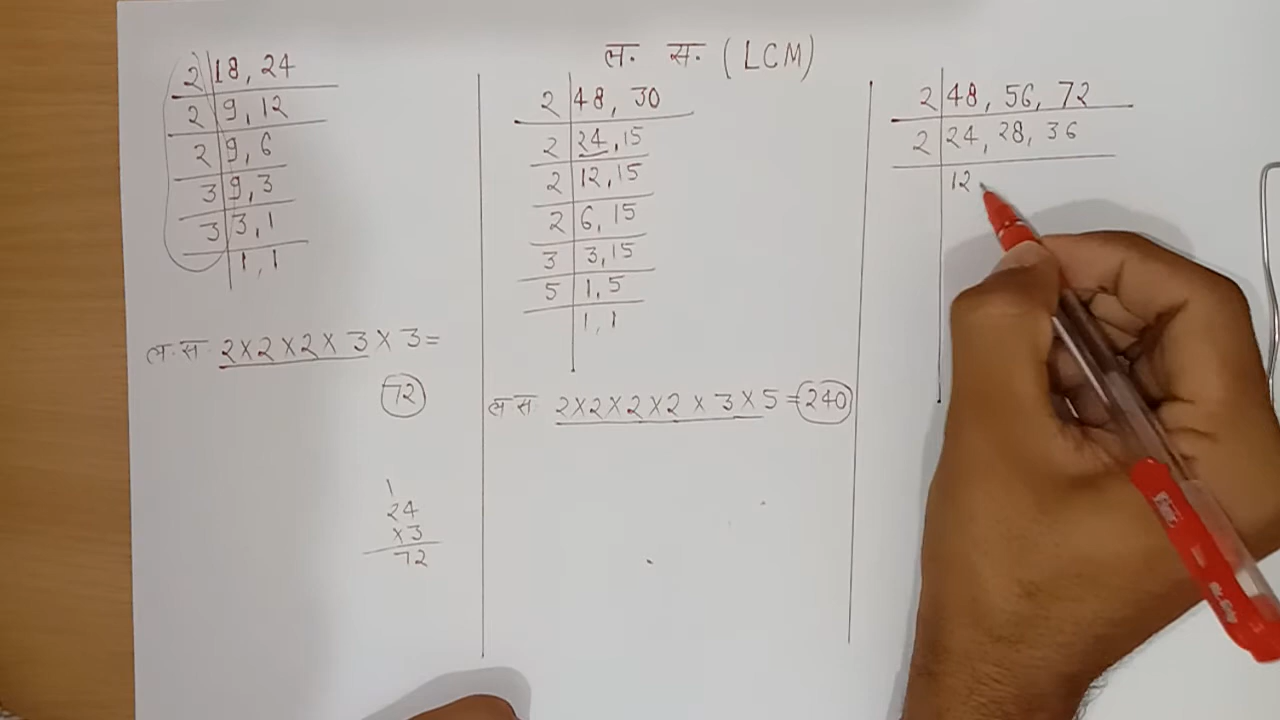 ल. स. (LCM)
2 18, 24
2 9, 12
2 9, 6
3 9, 3
3 3, 1
1, 1
ल.स. 2×2×2×3×3=
72
1
24
×3
72
2 48, 30
2 24, 15
2 12, 15
2 6, 15
3 3, 15
5 1, 5
1, 1
ल.स. 2×2×2×2×3×5=240
2 48, 56, 72
2 24, 28, 36
12